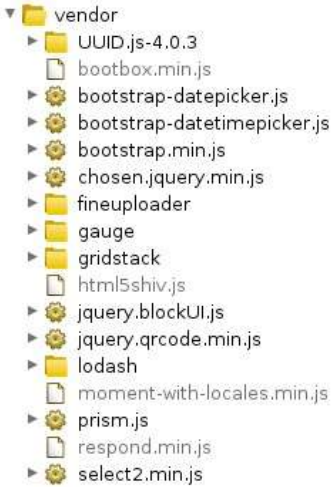 vendor
UUID.js-4.0.3
bootbox.min.js
bootstrap-datepicker.js
bootstrap-datetimepicker.js
bootstrap.min.js
chosen.jquery.min.js
fineuploader
gauge
gridstack
html5shiv.js
jquery.blockUI.js
jquery.qrcode.min.js
lodash
moment-with-locales.min.js
prism.js
respond.min.js
select2.min.js